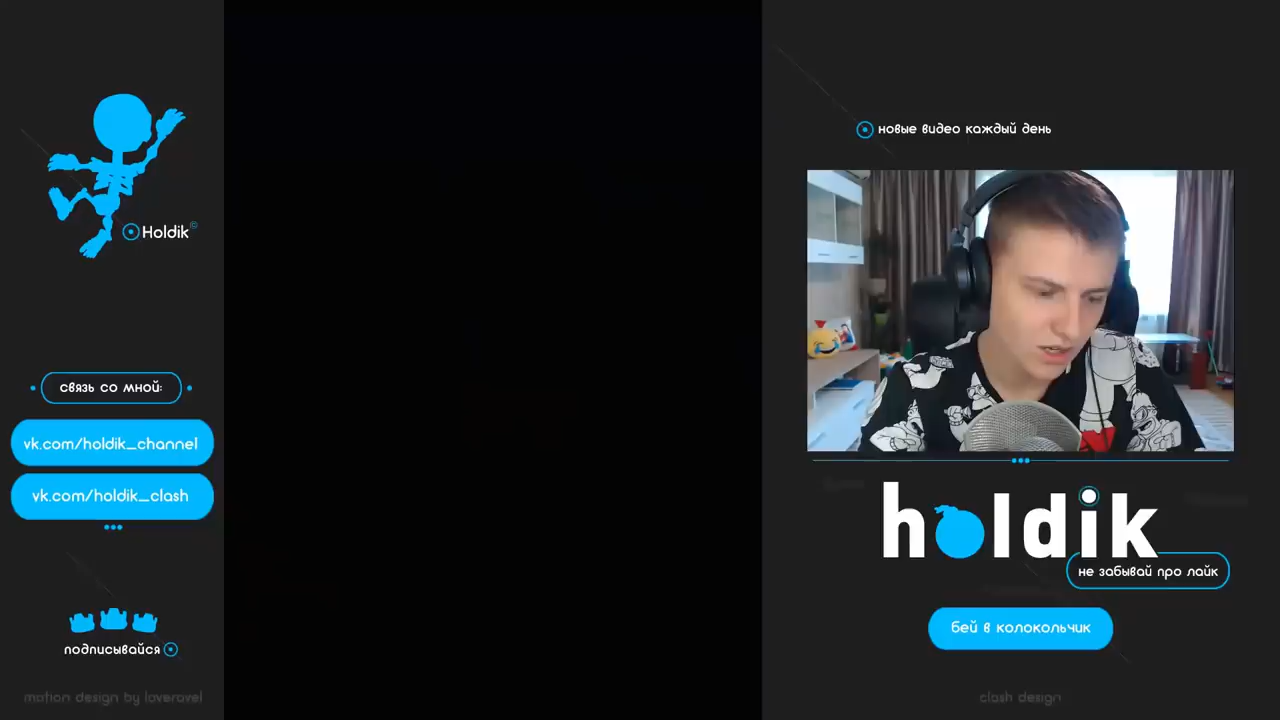 Holdik©
связь со мной:
vk.com/holdik_channel
vk.com/holdik_clash
подписывайся
motion design by loveravel
новые видео каждый день
holdik
не забывай про лайк
бей в колокольчик
clash design